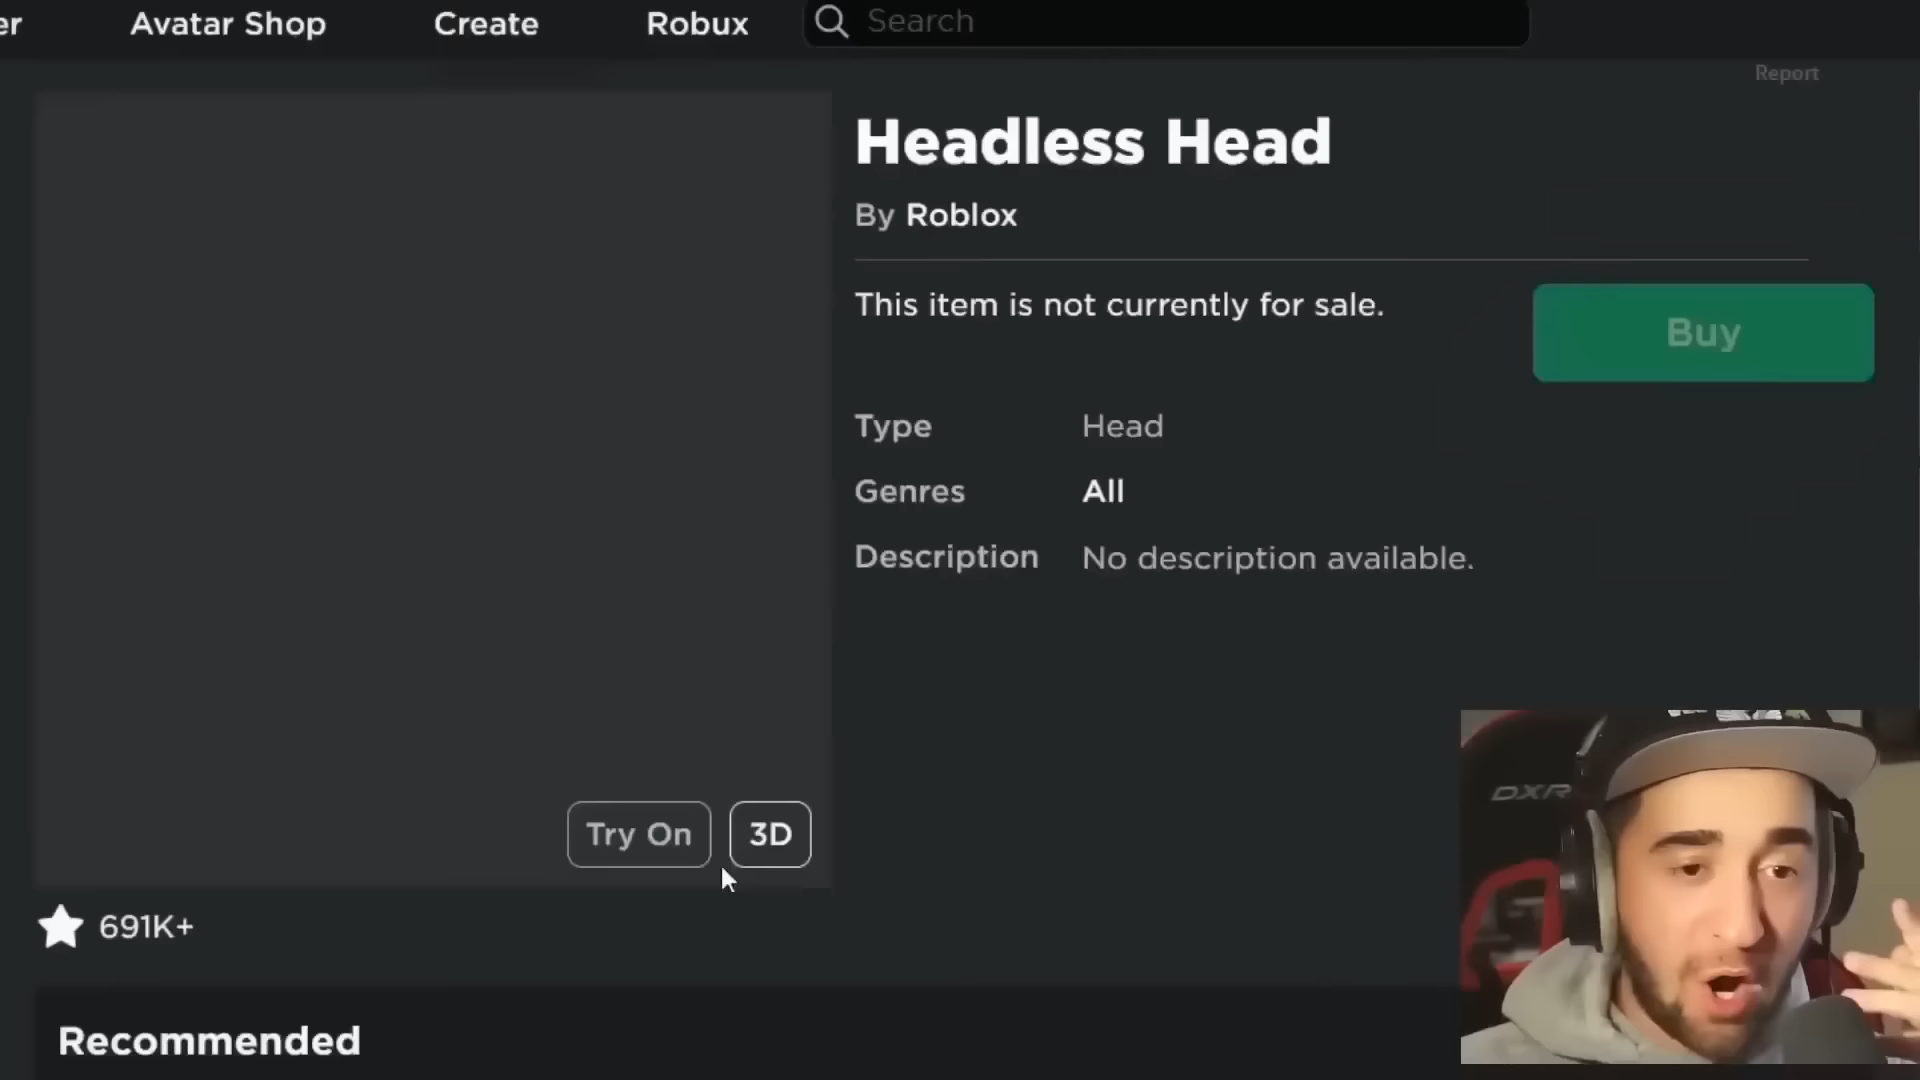 er Avatar Shop Create Robux Search
Report
Headless Head
By Roblox
This item is not currently for sale.
Buy
Type Head
Genres All
Description No description available.
Try On 3D
691K+
Recommended
DXR